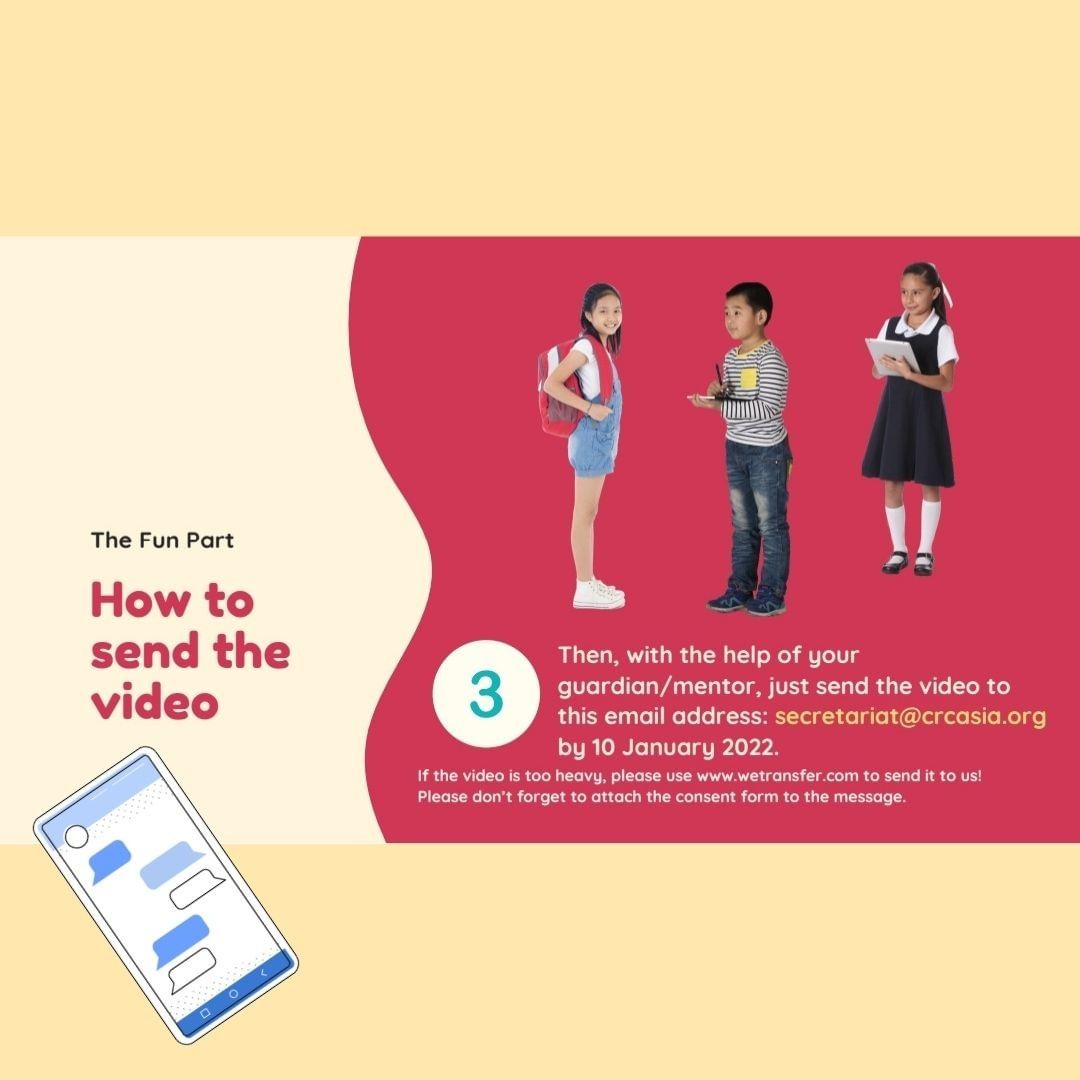 The Fun Part
How to
send the
video
3
Then, with the help of your
guardian/mentor, just send the video to
this email address: secretariat@crcasia.org
by 10 January 2022.
If the video is too heavy, please use www.wetransfer.com to send it to us!
Please don't forget to attach the consent form to the message.